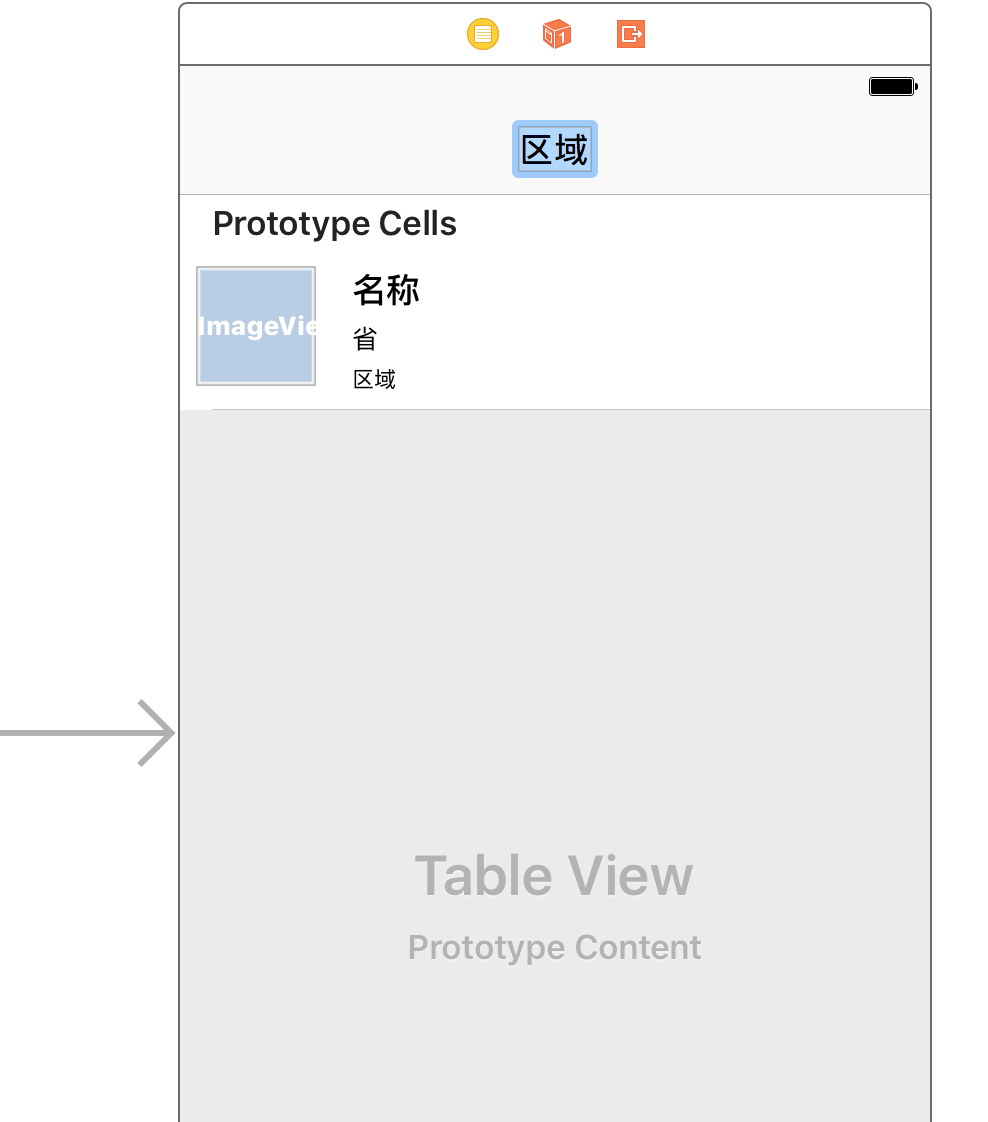 区域
Prototype Cells
ImageVie
名称
省
区域
Table View
Prototype Content